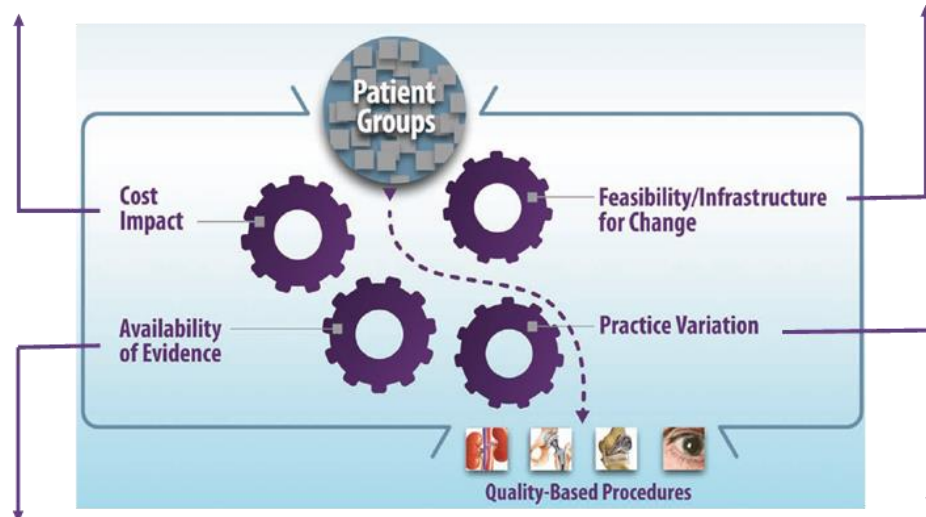 Patient
Groups
Cost
Impact
Feasibility/Infrastructure
for Change
Availability
of Evidence
Practice Variation
Quality-Based Procedures